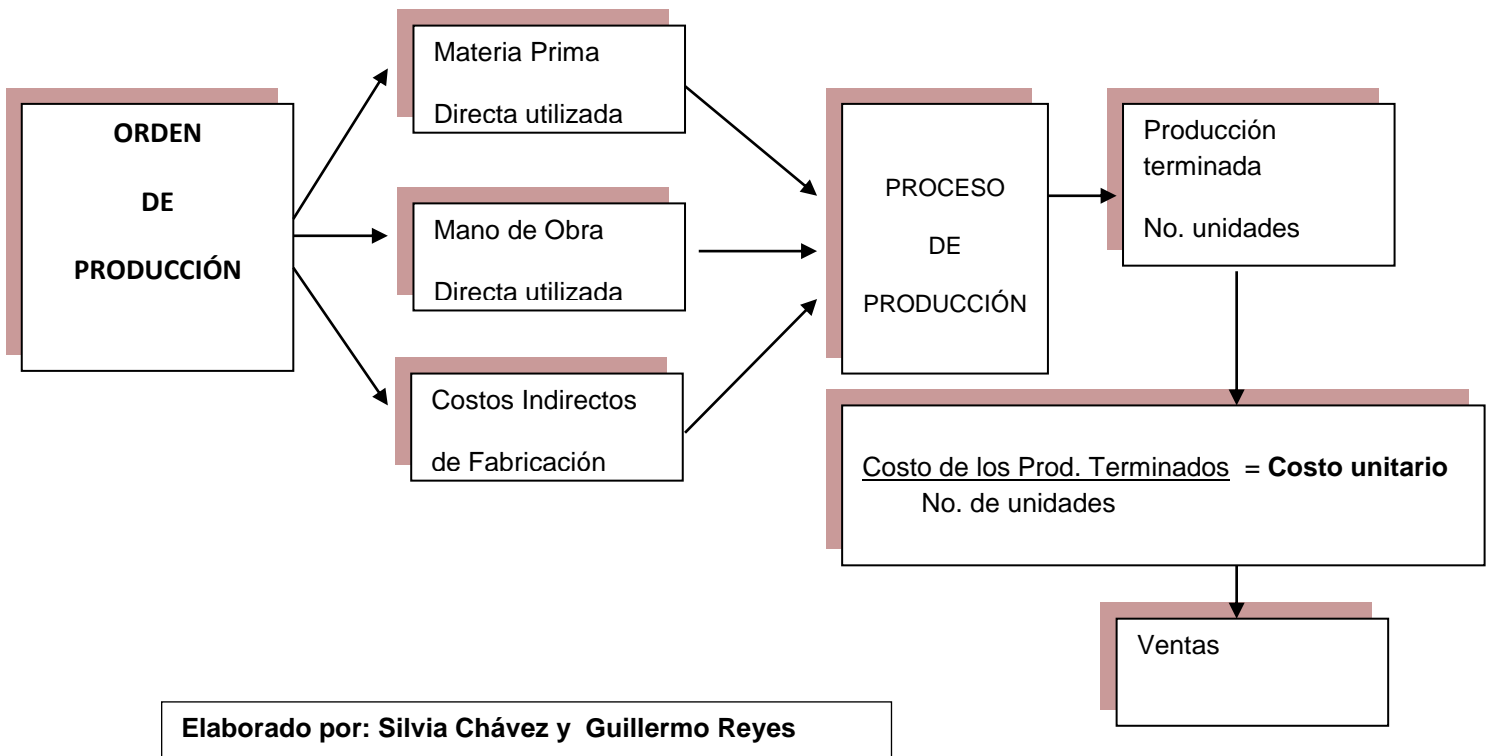 ORDEN
DE
PRODUCCIÓN
Materia Prima
Directa utilizada
Mano de Obra
Directa utilizada
Costos Indirectos
de Fabricación
PROCESO
DE
PRODUCCIÓN
Producción
terminada
No. unidades
Costo de los Prod. Terminados = Costo unitario
No. de unidades
Ventas
Elaborado por: Silvia Chávez y Guillermo Reyes